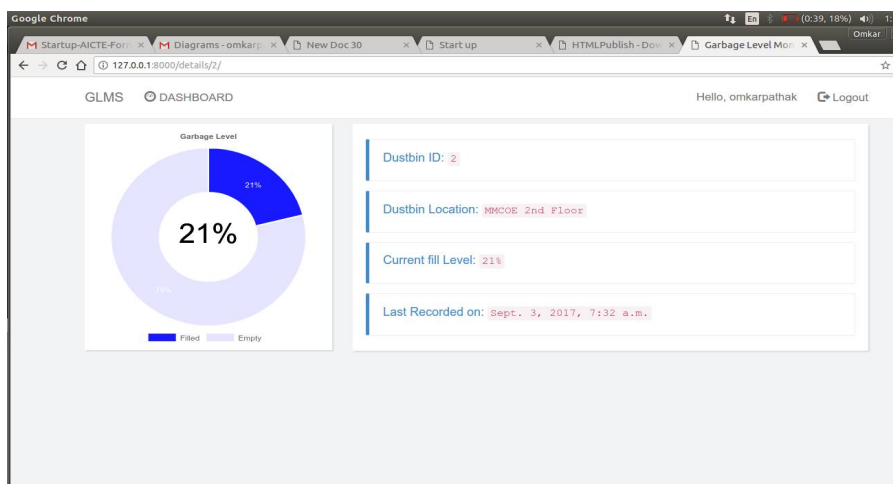 Google Chrome
En (0:39, 18%) 1:
Omkar
Startup-AICTE-Form
Diagrams - omkarp
New Doc 30
Start up
HTMLPublish - Dow
Garbage Level Mon
127.0.0.1:8000/details/2/
GLMS DASHBOARD Hello, omkarpathak Logout
Garbage Level
21%
21%
79%
Filled Empty
Dustbin ID: 2
Dustbin Location: MMCOE 2nd Floor
Current fill Level: 21%
Last Recorded on: Sept. 3, 2017, 7:32 a.m.